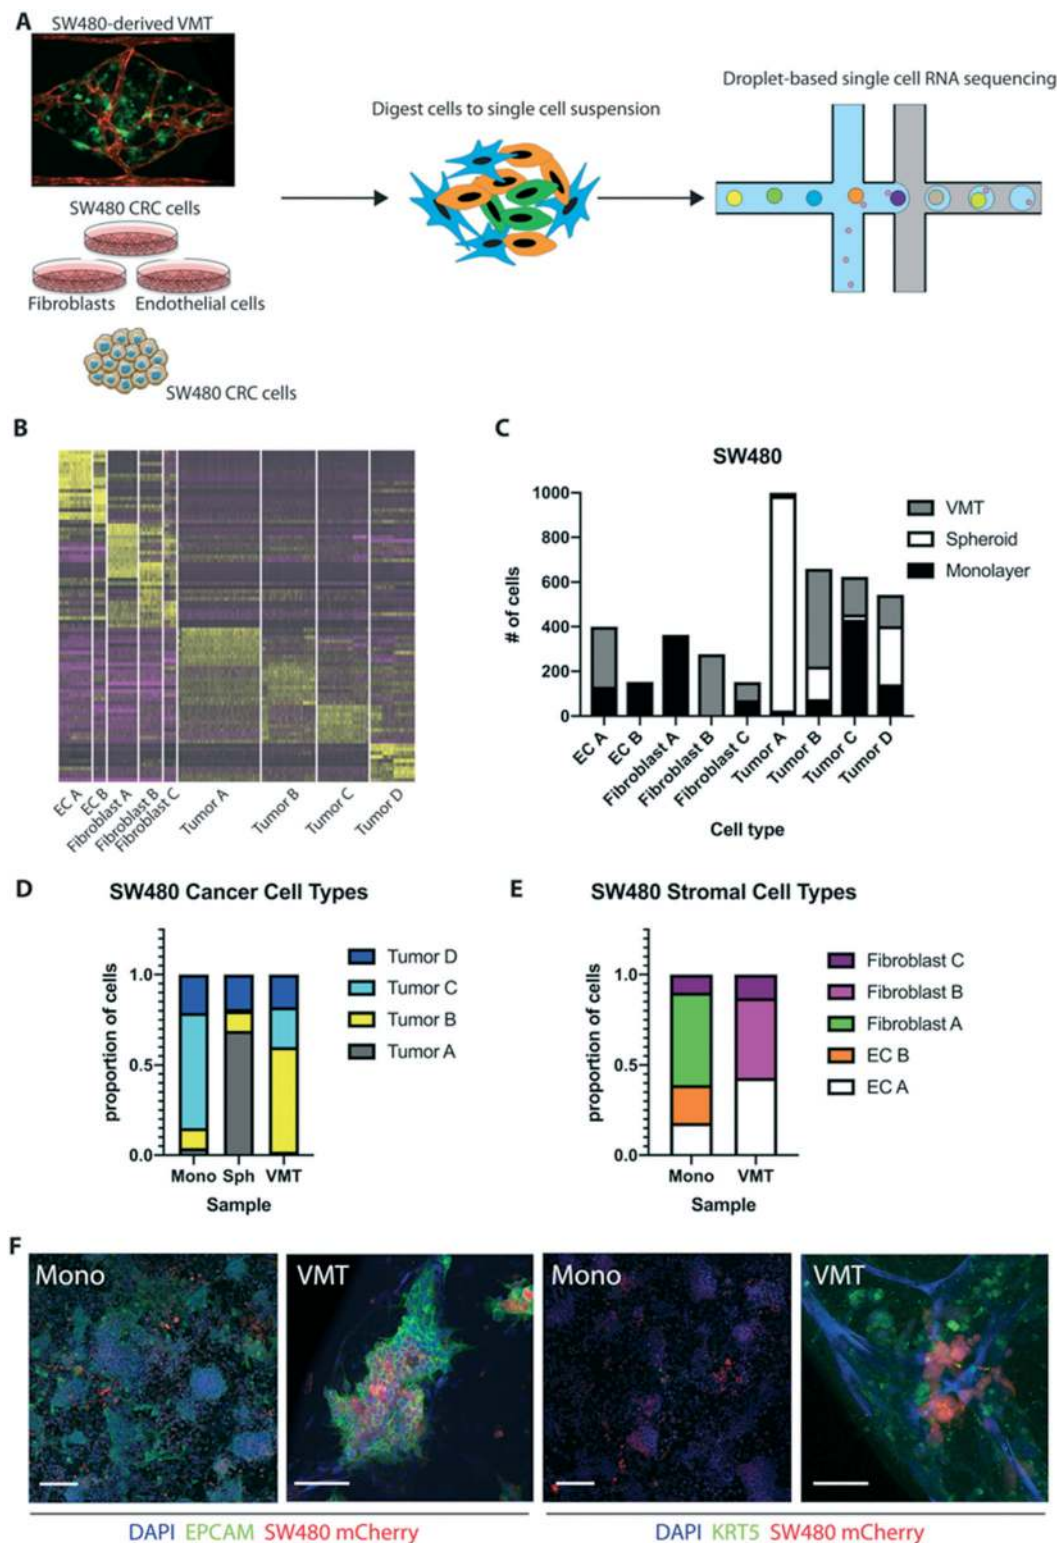 A
SW480-derived VMT
Digest cells to single cell suspension
Droplet-based single cell RNA sequencing
SW480 CRC cells
Fibroblasts Endothelial cells
SW480 CRC cells
B
EC A
EC B
Fibroblast A
Fibroblast B
Fibroblast C
Tumor A
Tumor B
Tumor C
Tumor D
C
SW480
# of cells
1000
800
600
400
200
0
EC A
EC B
Fibroblast A
Fibroblast B
Fibroblast C
Tumor A
Tumor B
Tumor C
Tumor D
Cell type
VMT
Spheroid
Monolayer
D
SW480 Cancer Cell Types
proportion of cells
1.0
0.5
0.0
Mono Sph VMT
Sample
Tumor D
Tumor C
Tumor B
Tumor A
E
SW480 Stromal Cell Types
proportion of cells
1.0
0.5
0.0
Mono VMT
Sample
Fibroblast C
Fibroblast B
Fibroblast A
EC B
EC A
F
Mono
VMT
Mono
VMT
DAPI EPCAM SW480 mCherry
DAPI KRT5 SW480 mCherry